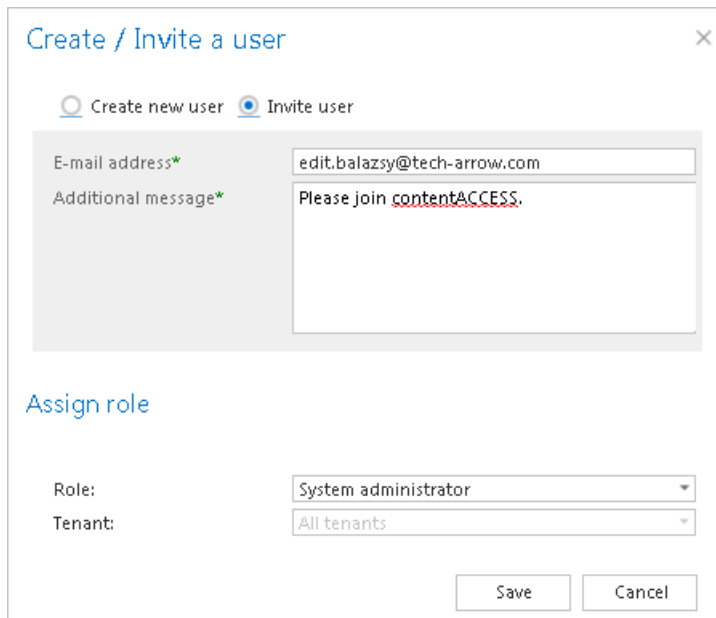 Create / Invite a user
Create new user Invite user
E-mail address* edit.balazsy@tech-arrow.com
Additional message* Please join contentACCESS.
Assign role
Role: System administrator
Tenant: All tenants
Save Cancel